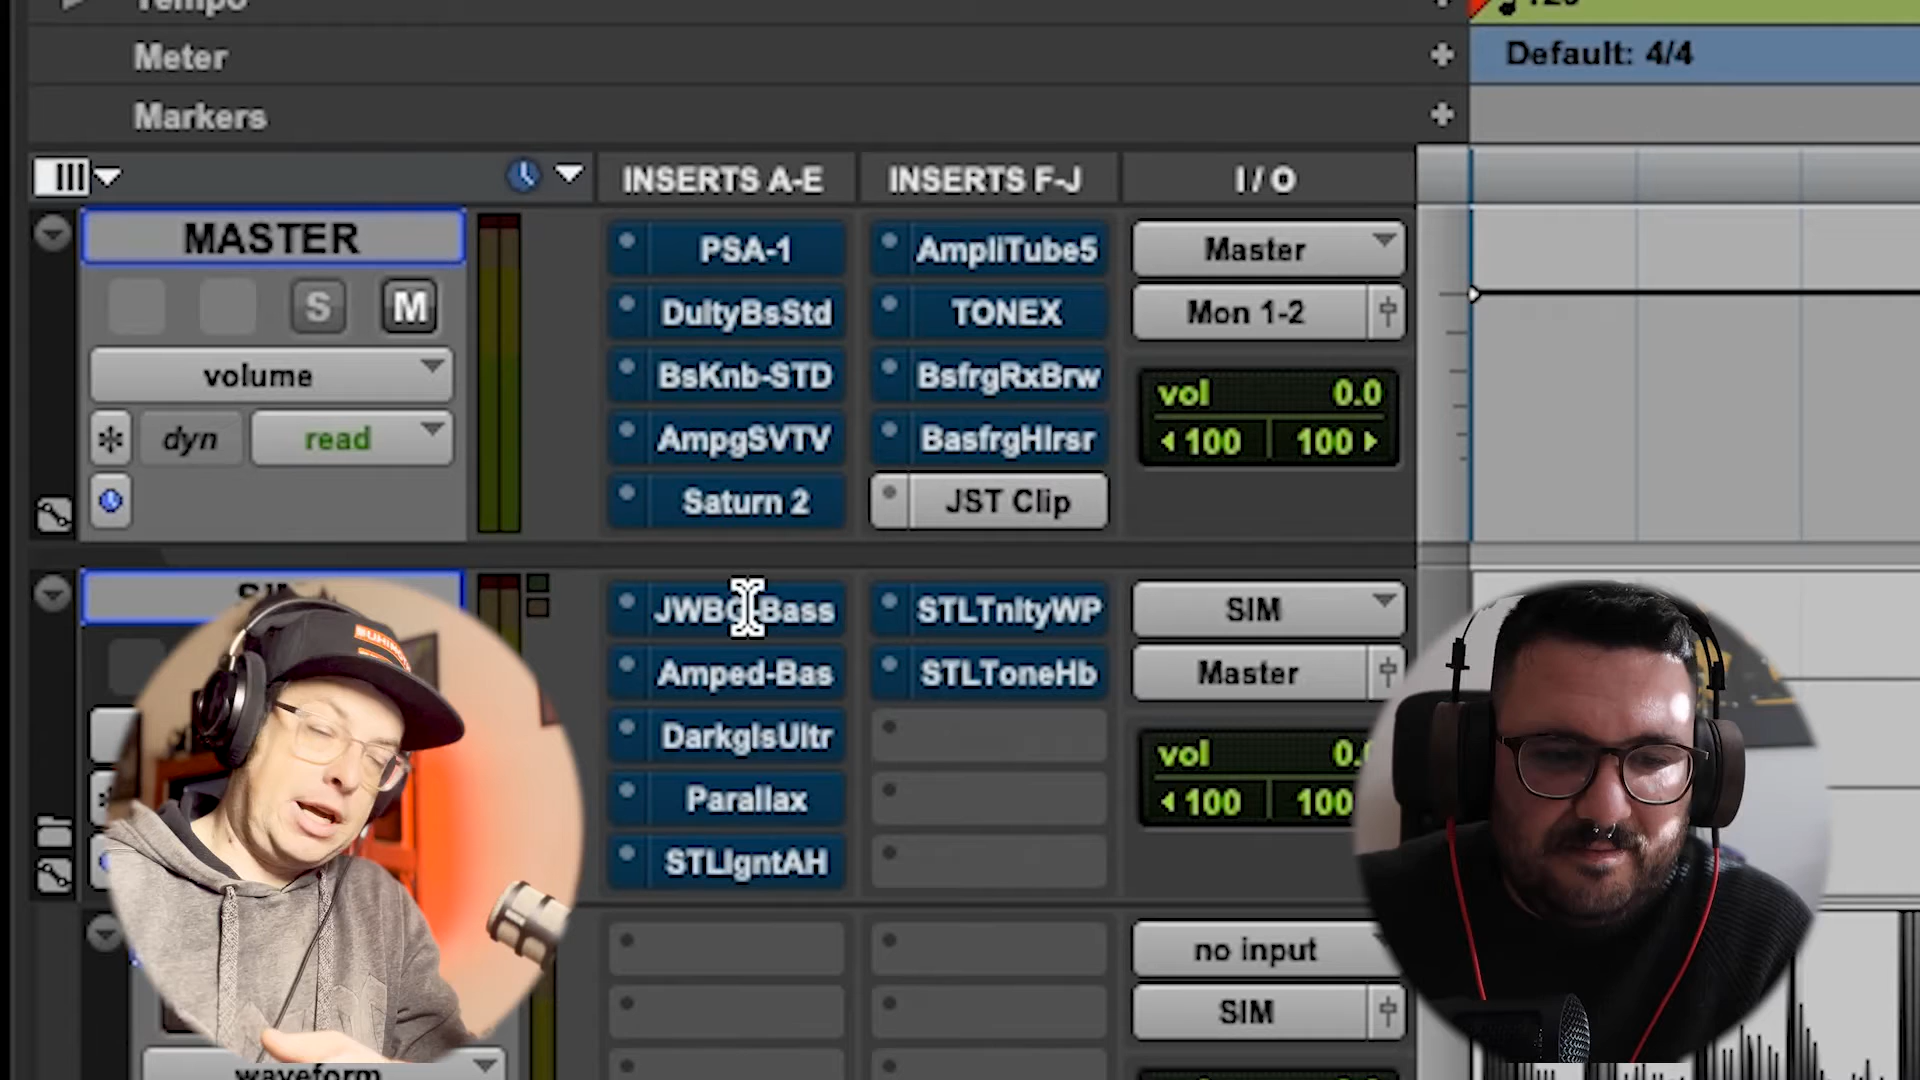 Tempo
Meter
Default: 4/4
Markers
INSERTS A-E INSERTS F-J I / O
MASTER
PSA-1 AmpliTube5 Master
S M
DultyBsStd TONEX Mon 1-2
volume
BsKnb-STD BsfrgRxBrw vol 0.0
dyn read
AmpgSVTV BasfrgHlrsr 100 100
Saturn 2 JST Clip
STLTnltyWP SIM
Amped-Bas STLToneHb Master
DarkglsUltr
vol
Parallax 100 100
STLIgntAH
no input
SIM
waveform